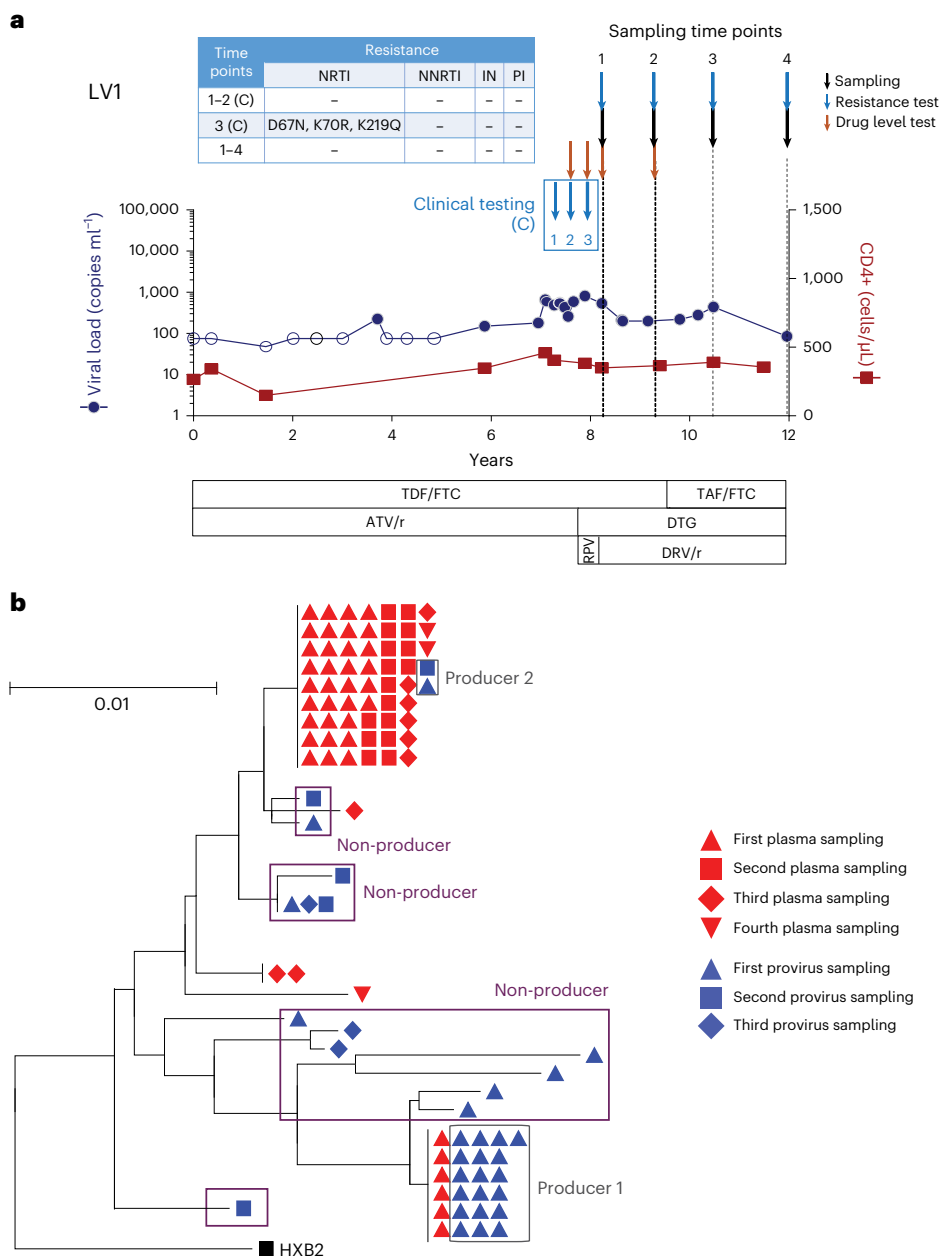 a
LV1
Time points
Resistance
NRTI NNRTI IN PI
1–2 (C) – – – –
3 (C) D67N, K70R, K219Q – – –
1–4 – – – –
Sampling time points
1 2 3 4
Sampling
Resistance test
Drug level test
Clinical testing
(C)
1 2 3
Viral load (copies ml−1)
100,000
10,000
1,000
100
10
1
1,500
1,000
500
0
CD4+ (cells/µL)
0 2 4 6 8 10 12
Years
TDF/FTC TAF/FTC
ATV/r DTG
RPV DRV/r
b
0.01
Producer 2
Non-producer
Non-producer
Non-producer
Producer 1
HXB2
First plasma sampling
Second plasma sampling
Third plasma sampling
Fourth plasma sampling
First provirus sampling
Second provirus sampling
Third provirus sampling